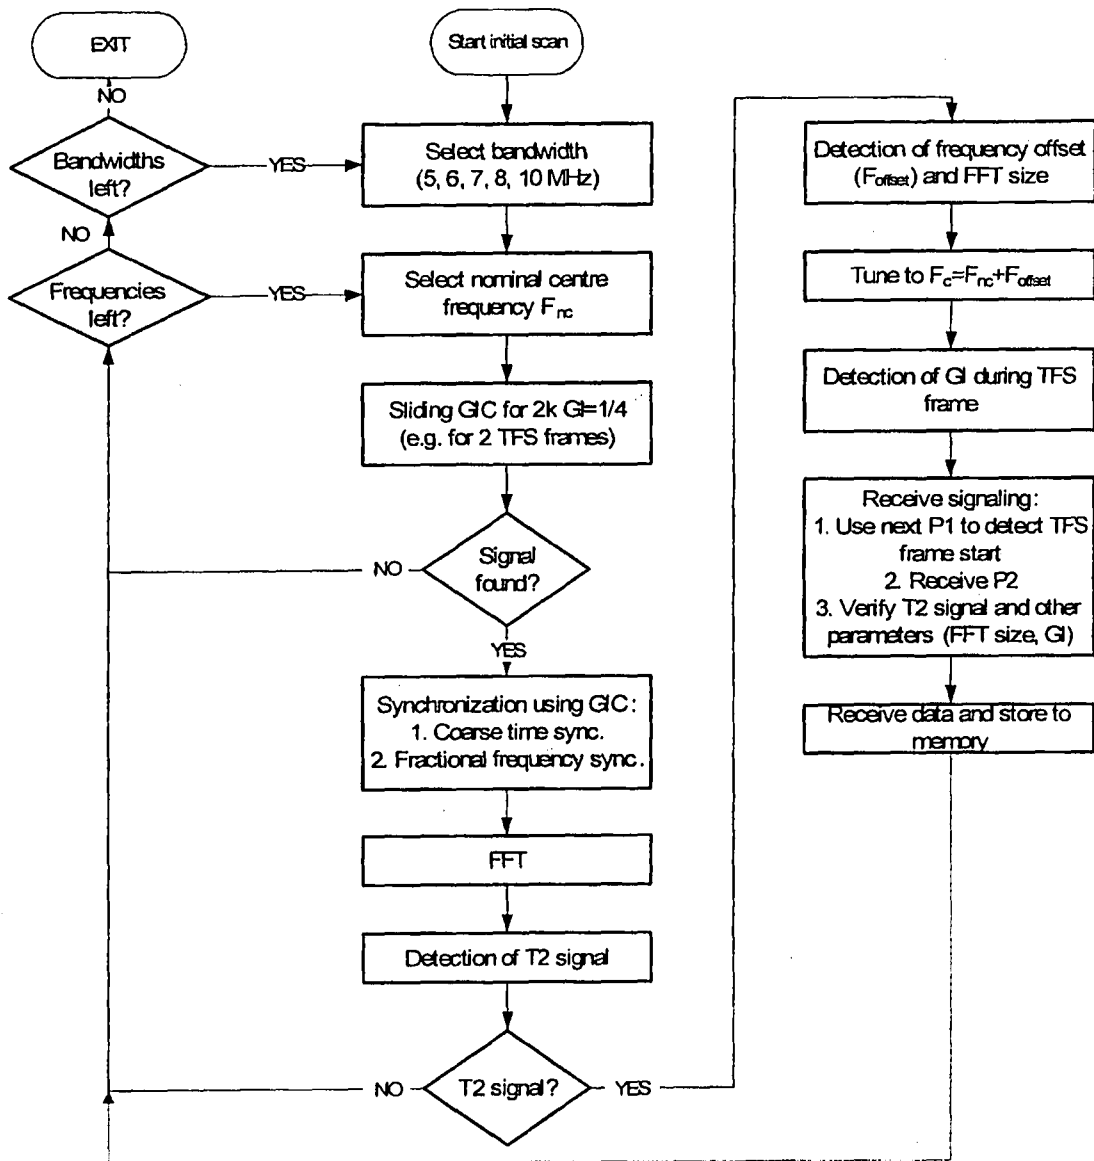 EXIT
Start initial scan
NO
Bandwidths
left?
YES
Select bandwidth
(5, 6, 7, 8, 10 MHz)
NO
Frequencies
left?
YES
Select nominal centre
frequency Fnc
Sliding GIC for 2k GI=1/4
(e.g. for 2 TFS frames)
NO
Signal
found?
YES
Synchronization using GIC:
1. Coarse time sync.
2. Fractional frequency sync.
FFT
Detection of T2 signal
NO
T2 signal?
YES
Detection of frequency offset
(Foffset) and FFT size
Tune to Fc=Fnc+Foffset
Detection of GI during TFS
frame
Receive signaling:
1. Use next P1 to detect TFS
frame start
2. Receive P2
3. Verify T2 signal and other
parameters (FFT size, GI)
Receive data and store to
memory